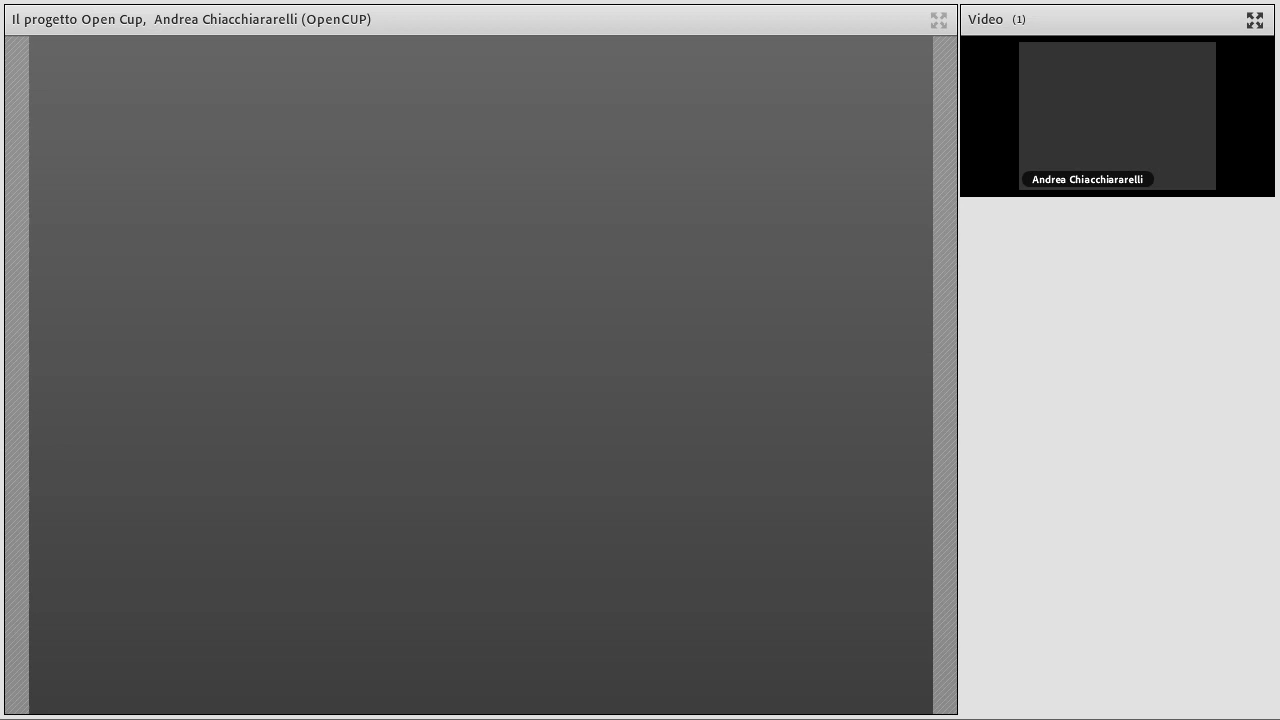 Il progetto Open Cup,  Andrea Chiacchiararelli (OpenCUP)
Video (1)
Andrea Chiacchiararelli